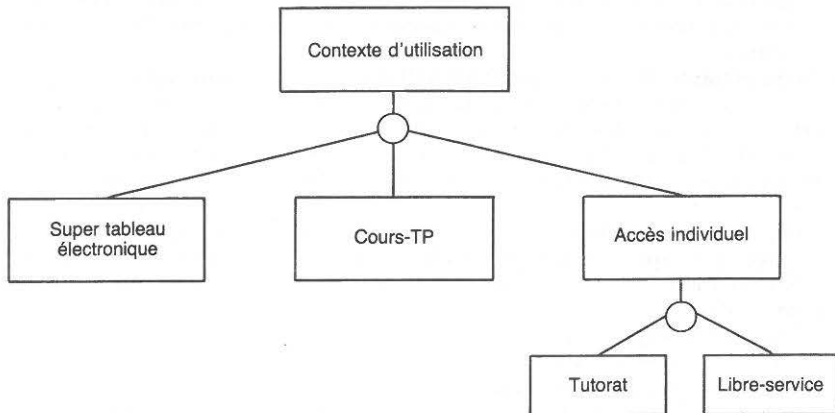 Contexte d'utilisation
Super tableau
électronique
Cours-TP
Accès individuel
Tutorat
Libre-service